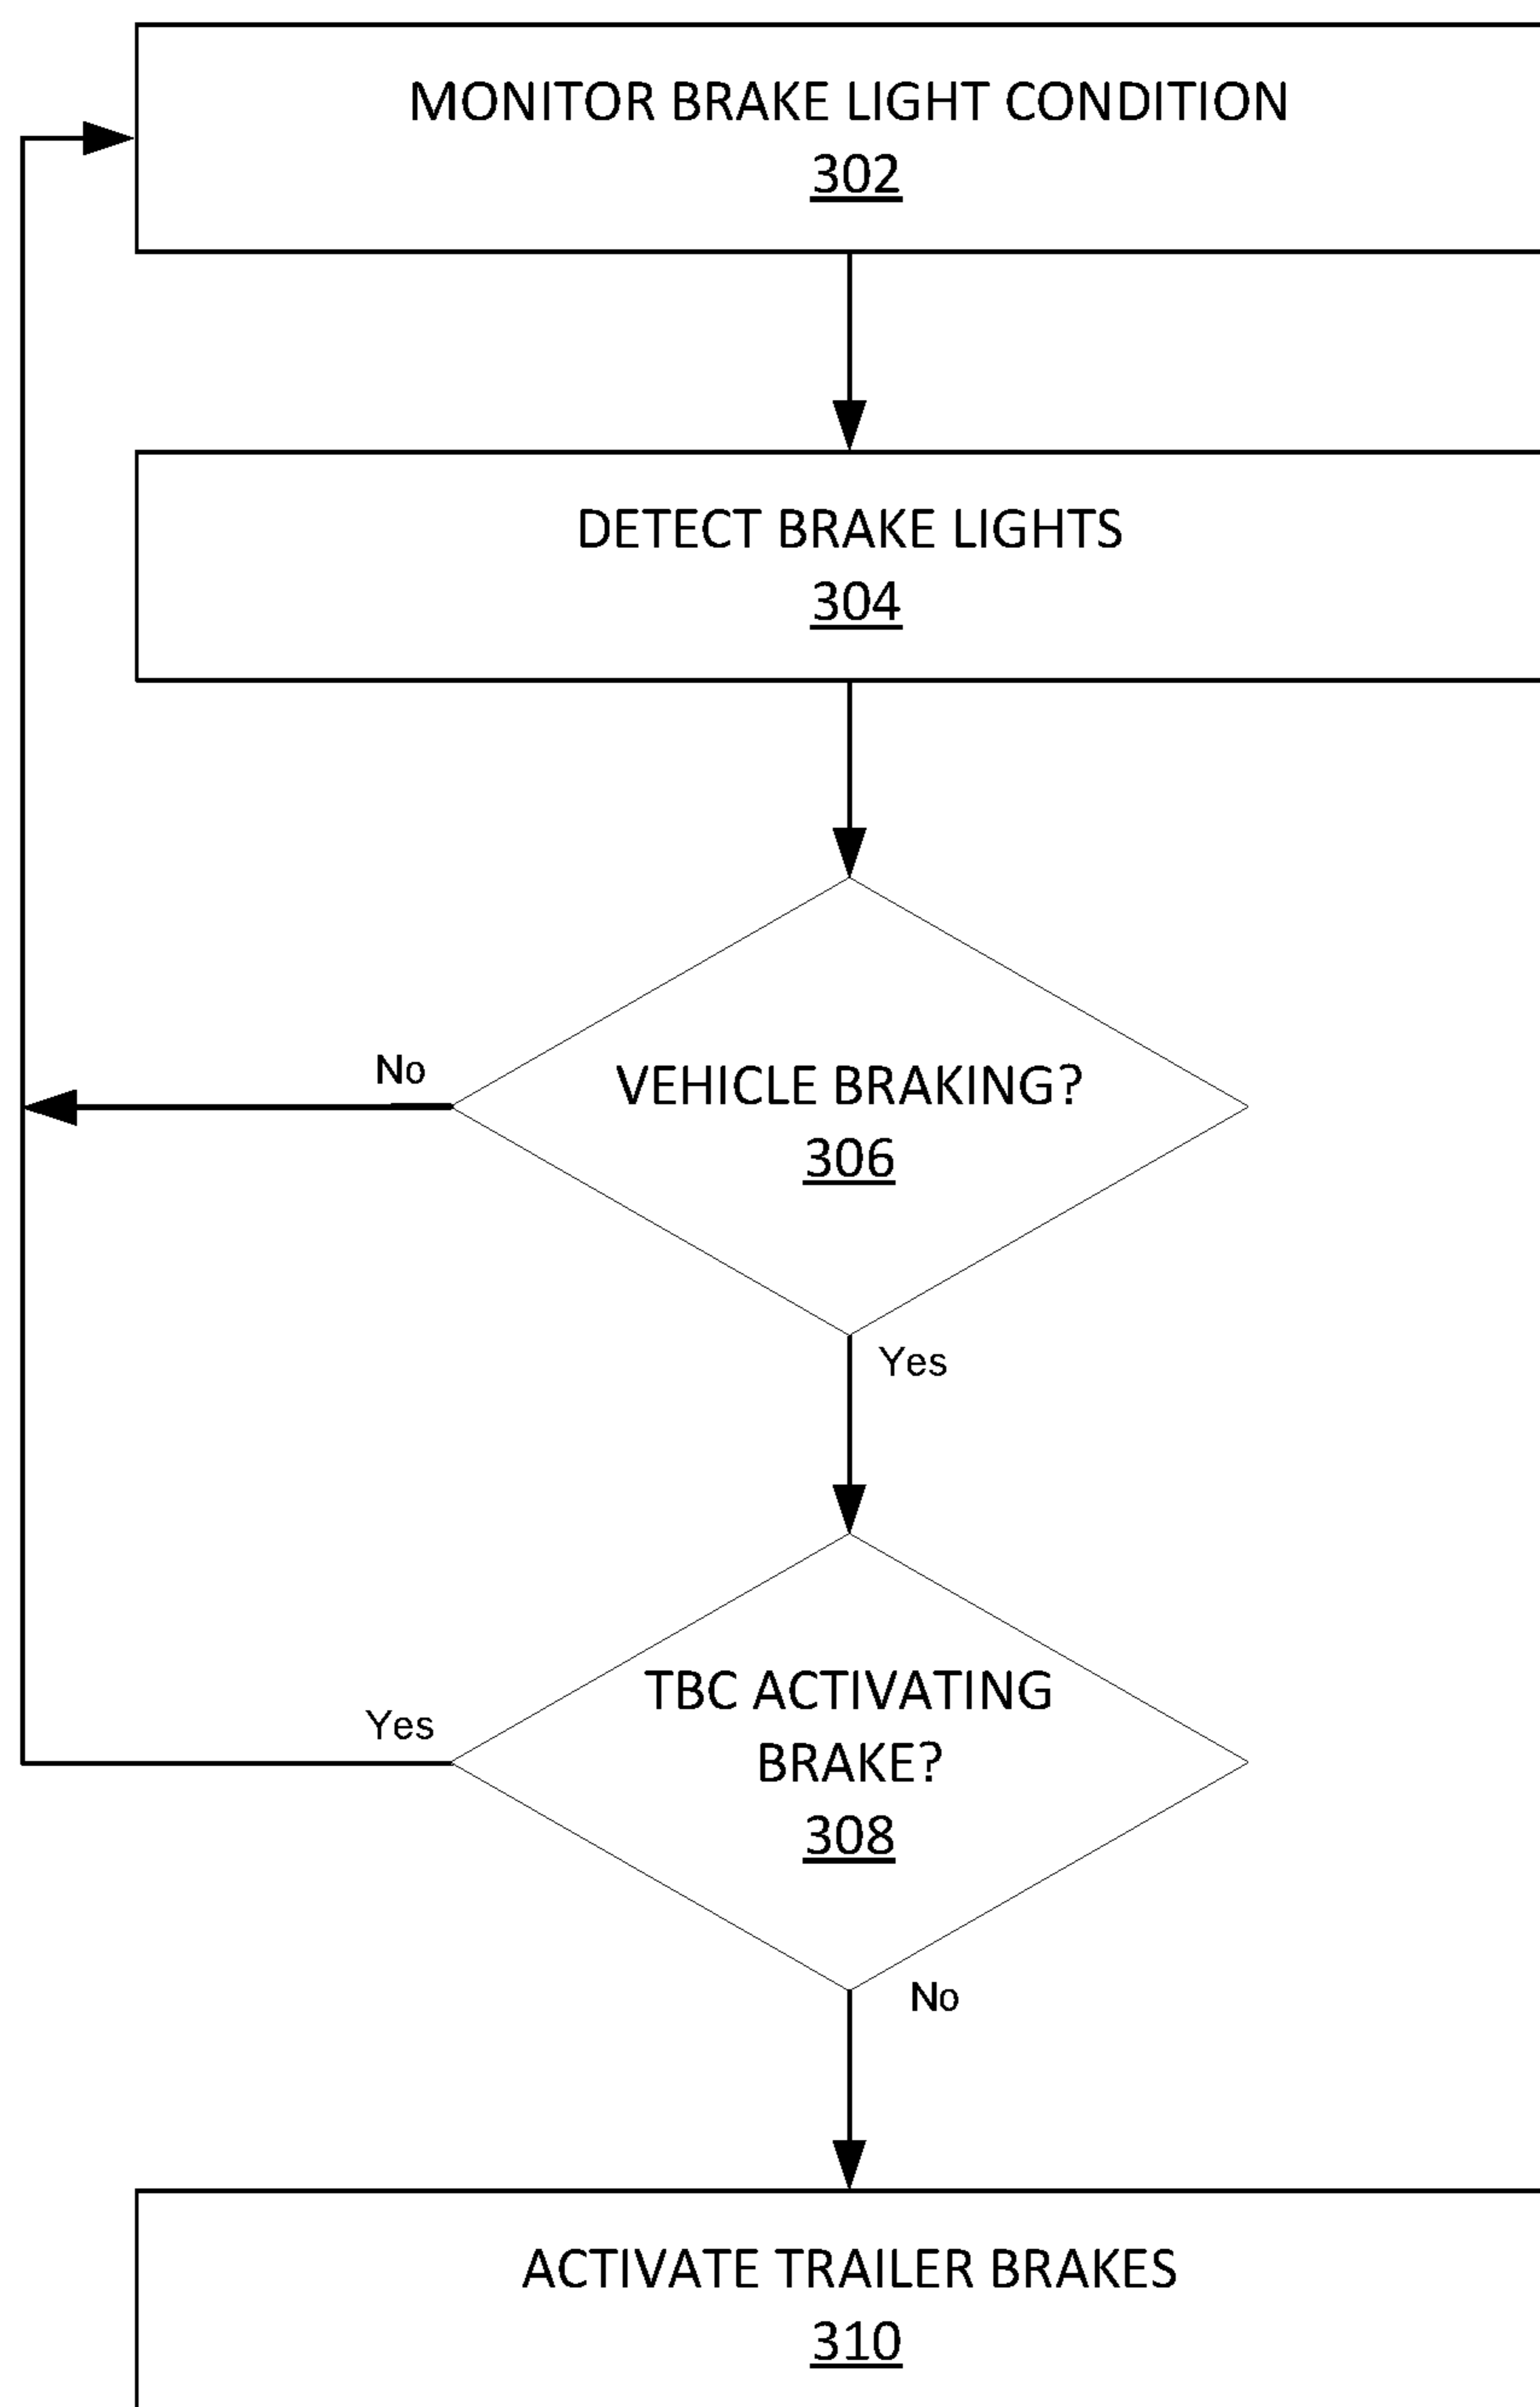 MONITOR BRAKE LIGHT CONDITION
302
DETECT BRAKE LIGHTS
304
No
VEHICLE BRAKING?
306
Yes
TBC ACTIVATING
Yes
BRAKE?
308
No
ACTIVATE TRAILER BRAKES
310